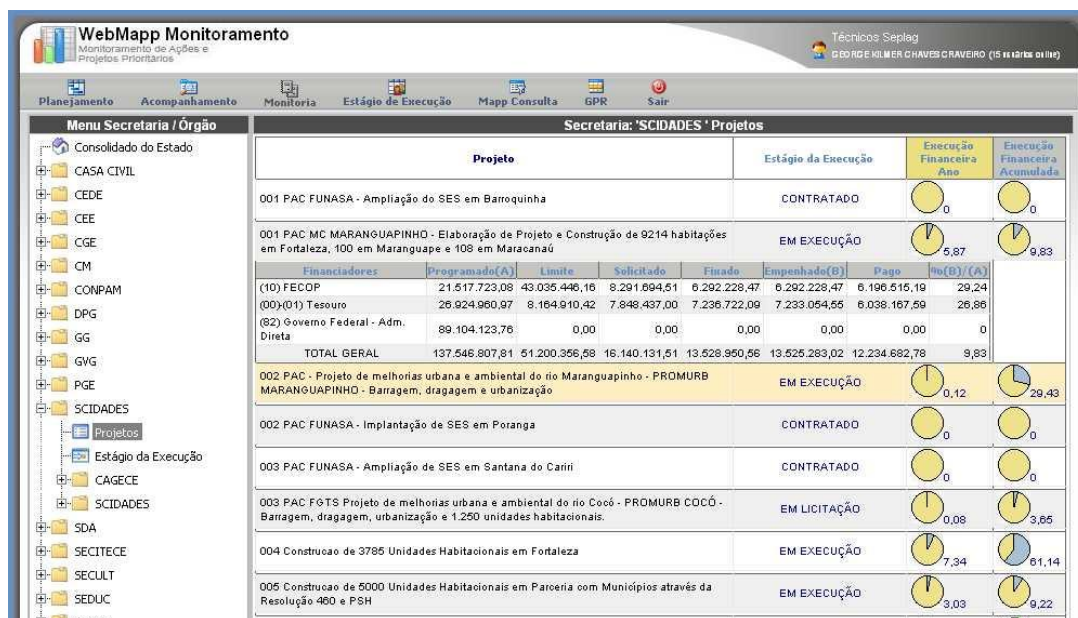 WebMapp Monitoramento
Monitoramento de Ações e
Projetos Prioritários
Técnicos Seplag
GEORGE KILMER CHAVES CRAVEIRO (15 usuários online)
Planejamento Acompanhamento Monitoria Estágio de Execução Mapp Consulta GPR Sair
Menu Secretaria / Órgão
Consolidado do Estado
CASA CIVIL
CEDE
CEE
CGE
CM
CONPAM
DPG
GG
GVG
PGE
SCIDADES
Projetos
Estágio da Execução
CAGECE
SCIDADES
SDA
SECITECE
SECULT
SEDUC
Secretaria: 'SCIDADES ' Projetos
Projeto Estágio da Execução Execução Financeira Ano Execução Financeira Acumulada
001 PAC FUNASA - Ampliação do SES em Barroquinha CONTRATADO 0 0
001 PAC MC MARANGUAPINHO - Elaboração de Projeto e Construção de 9214 habitações
em Fortaleza, 100 em Maranguape e 108 em Maracanaú EM EXECUÇÃO 5,87 9,83
Financiadores Programado(A) Limite Solicitado Fixado Empenhado(B) Pago %(B)/(A)
(10) FECOP 21.517.723,08 43.035.446,16 8.291.694,51 6.292.228,47 6.292.228,47 6.196.515,19 29,24
(00)-(01) Tesouro 26.924.960,97 8.164.910,42 7.848.437,00 7.236.722,09 7.233.054,55 6.038.167,59 26,86
(82) Governo Federal - Adm.
Direta 89.104.123,76 0,00 0,00 0,00 0,00 0,00 0
TOTAL GERAL 137.546.807,81 51.200.356,58 16.140.131,51 13.528.950,56 13.525.283,02 12.234.682,78 9,83
002 PAC - Projeto de melhorias urbana e ambiental do rio Maranguapinho - PROMURB
MARANGUAPINHO - Barragem, dragagem e urbanização EM EXECUÇÃO 0,12 29,43
002 PAC FUNASA - Implantação de SES em Poranga CONTRATADO 0 0
003 PAC FUNASA - Ampliação de SES em Santana do Cariri CONTRATADO 0 0
003 PAC FGTS Projeto de melhorias urbana e ambiental do rio Cocó - PROMURB COCÓ -
Barragem, dragagem, urbanização e 1.250 unidades habitacionais. EM LICITAÇÃO 0,08 3,65
004 Construcao de 3785 Unidades Habitacionais em Fortaleza EM EXECUÇÃO 7,34 61,14
005 Construcao de 5000 Unidades Habitacionais em Parceria com Municípios através da
Resolução 460 e PSH EM EXECUÇÃO 3,03 9,22